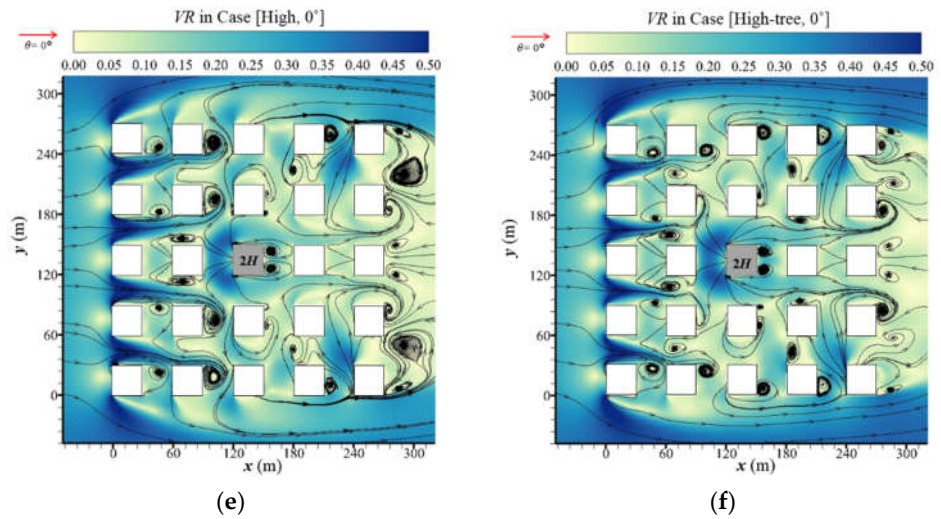 VR in Case [High, 0°]
θ= 0°
0.00 0.05 0.10 0.15 0.20 0.25 0.30 0.35 0.40 0.45 0.50
300
240
180
120
60
0
y (m)
2H
0 60 120 180 240 300
x (m)
(e)
VR in Case [High-tree, 0°]
θ= 0°
0.00 0.05 0.10 0.15 0.20 0.25 0.30 0.35 0.40 0.45 0.50
300
240
180
120
60
0
y (m)
2H
0 60 120 180 240 300
x (m)
(f)